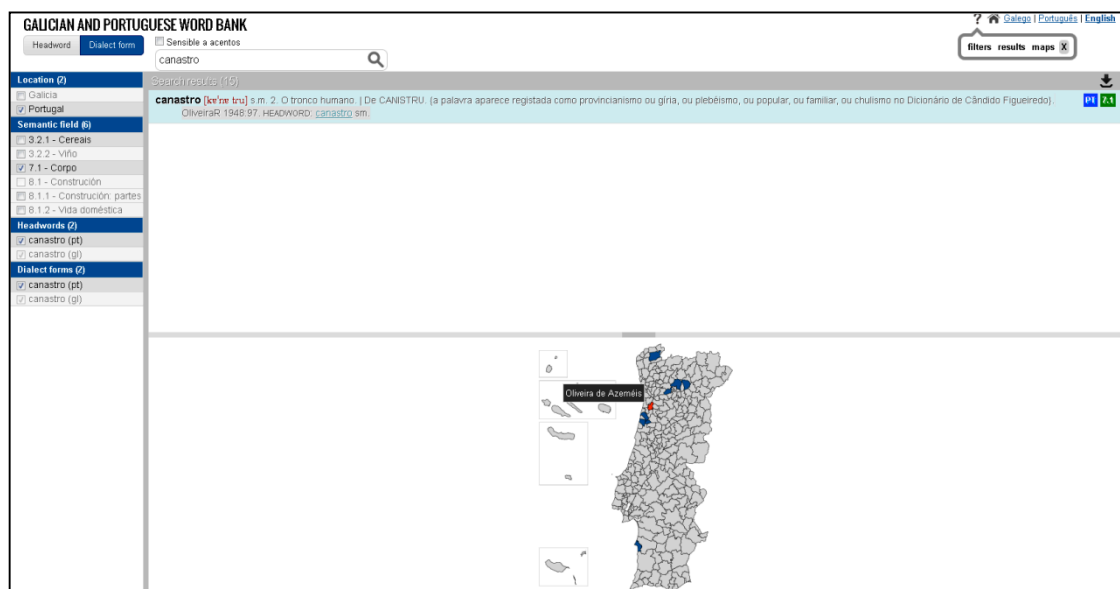 GALICIAN AND PORTUGUESE WORD BANK
? Galego | Português | English
Headword Dialect form
Sensible a acentos
canastro
filters results maps X
Location (2)
Galicia
Portugal
Semantic field (6)
3.2.1 - Cereais
3.2.2 - Viño
7.1 - Corpo
8.1 - Construción
8.1.1 - Construción: partes
8.1.2 - Vida doméstica
Headwords (2)
canastro (pt)
canastro (gl)
Dialect forms (2)
canastro (pt)
canastro (gl)
Search results (15)
canastro [kɐ'nɐ tru] s.m. 2. O tronco humano. | De CANISTRU. (a palavra aparece registada como provincianismo ou gíria, ou plebeísmo, ou popular, ou familiar, ou chulismo no Dicionário de Cândido Figueiredo).
OliveiraR 1948:97. HEADWORD: canastro sm.
PT 7.1
Oliveira de Azeméis